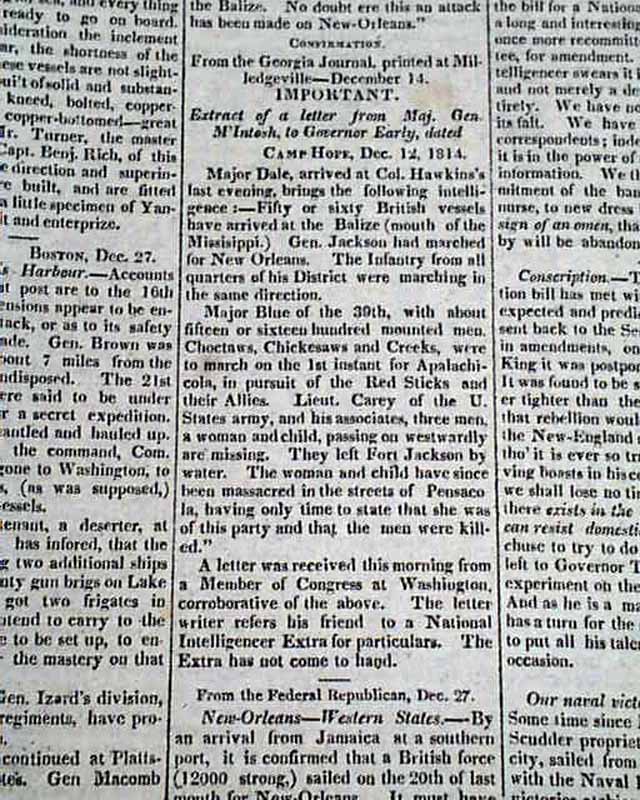 ready to go on board.
sideration the inclement
ar, the shortness of the
ese vessels are not slight-
uilt of solid and substan-
kneed, bolted, copper-
copper-bottomed—great
Mr. Turner, the master
Capt. Benj. Rich, of this
e direction and superin-
re built, and are fitted
a little specimen of Yan-
it and enterprize.
Boston, Dec. 27.
s Harbour.—Accounts
at post are to the 16th
ensions appear to be en-
tack, or as to its safety
ade. Gen. Brown was
bout 7 miles from the
ndisposed. The 21st
ere said to be under
r a secret expedition.
antled and hauled up.
the command, Com.
gone to Washington, to
s, (as was supposed,)
essels.
tenant, a deserter, at
has infored, that the
g two additional ships
nty gun brigs on Lake
got two frigates in
ntend to carry to the
e to be set up, to en-
the mastery on that
Gen. Izard's division,
regiments, have pro-
continued at Platts-
Gen Macomb
the Balize. No doubt ere this an attack
has been made on New-Orleans."
Confirmation.
From the Georgia Journal, printed at Mil-
ledgeville—December 14.
IMPORTANT.
Extract of a letter from Maj. Gen.
M'Intosh, to Governor Early, dated
Camp Hope, Dec. 12, 1814.
Major Dale, arrived at Col. Hawkins's
last evening, brings the following intelli-
gence :—Fifty or sixty British vessels
have arrived at the Balize (mouth of the
Missisippi.) Gen. Jackson had marched
for New Orleans. The Infantry from all
quarters of his District were marching in
the same direction.
Major Blue of the 39th, with about
fifteen or sixteen hundred mounted men.
Choctaws, Chickesaws and Creeks, were
to march on the 1st instant for Apalachi-
cola, in pursuit of the Red Sticks and
their Allies. Lieut. Carey of the U.
States army, and his associates, three men,
a woman and child, passing on westwardly
are missing. They left Fort Jackson by
water. The woman and child have since
been massacred in the streets of Pensaco
la, having only time to state that she was
of this party and that the men were kill-
ed."
A letter was received this morning from
a Member of Congress at Washington,
corroborative of the above. The letter
writer refers his friend to a National
Intelligencer Extra for particulars. The
Extra has not come to hand.
From the Federal Republican, Dec. 27.
New-Orleans—Western States.—By
an arrival from Jamaica at a southern
port, it is confirmed that a British force
(12000 strong,) sailed on the 20th of last
month for New-Orleans. It must have
the bill for a Nationa
a long and interestin
once more recommit
tee, for amendment.
telligencer swears it
and not merely a de
tirely. We have no
its falt. We have
correspondents; inde
it is in the power of
information. We th
mitment of the ban
nurse, to new dress
sign of an omen, tha
by will be abandon
Conscription.—T
tion bill has met wi
expected and predi
sent back to the Se
in amendments, on
King it was postpon
It was found to be
er tighter than the
that rebellion woul
the New-England
tho' it is ever so tr
ving boasts in his co
we shall lose no th
there exists in the
can resist domesti
chuse to try to do
left to Governor T
experiment on the
And as he is a ma
has a turn for the
to put all his tale
occasion.
Our naval victo
Some time since
Scudder propriet
city, sailed from
with the Naval